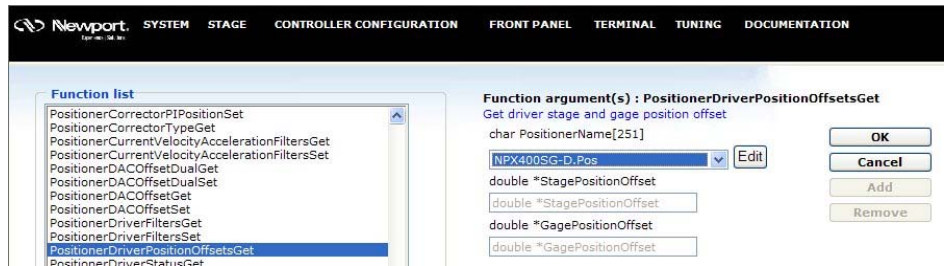 Newport. SYSTEM STAGE CONTROLLER CONFIGURATION FRONT PANEL TERMINAL TUNING DOCUMENTATION
Experience | Solutions
Function list
PositionerCorrectorPIPositionSet
PositionerCorrectorTypeGet
PositionerCurrentVelocityAccelerationFiltersGet
PositionerCurrentVelocityAccelerationFiltersSet
PositionerDACOffsetDualGet
PositionerDACOffsetDualSet
PositionerDACOffsetGet
PositionerDACOffsetSet
PositionerDriverFiltersGet
PositionerDriverFiltersSet
PositionerDriverPositionOffsetsGet
PositionerDriverStatusGet
Function argument(s) : PositionerDriverPositionOffsetsGet
Get driver stage and gage position offset
char PositionerName[251]
NPX400SG-D.Pos
Edit
double *StagePositionOffset
double *StagePositionOffset
double *GagePositionOffset
double *GagePositionOffset
OK
Cancel
Add
Remove